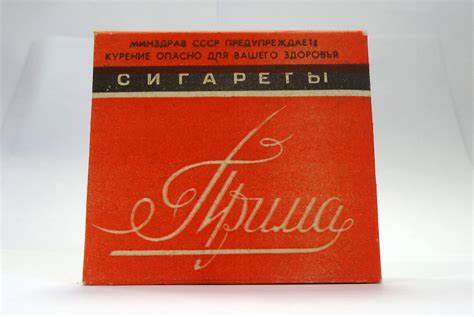 МИНЗДРАВ СССР ПРЕДУПРЕЖДАЕТ:
КУРЕНИЕ ОПАСНО ДЛЯ ВАШЕГО ЗДОРОВЬЯ
СИГАРЕТЫ
Прима